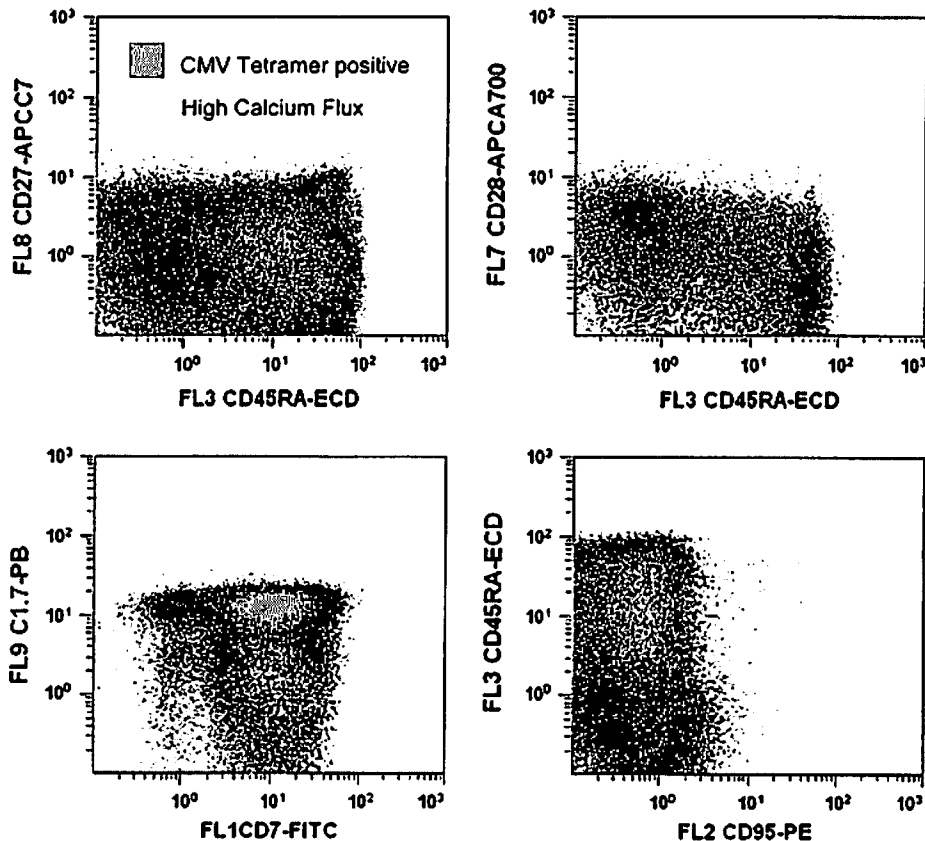 10³
10²
10¹
10⁰
FL8 CD27-APCC7
CMV Tetramer positive
High Calcium Flux
10⁰ 10¹ 10² 10³
FL3 CD45RA-ECD
10³
10²
10¹
10⁰
FL7 CD28-APCA700
10⁰ 10¹ 10² 10³
FL3 CD45RA-ECD
10³
10²
10¹
10⁰
FL9 C1.7-PB
10⁰ 10¹ 10² 10³
FL1CD7-FITC
10³
10²
10¹
10⁰
FL3 CD45RA-ECD
10⁰ 10¹ 10² 10³
FL2 CD95-PE